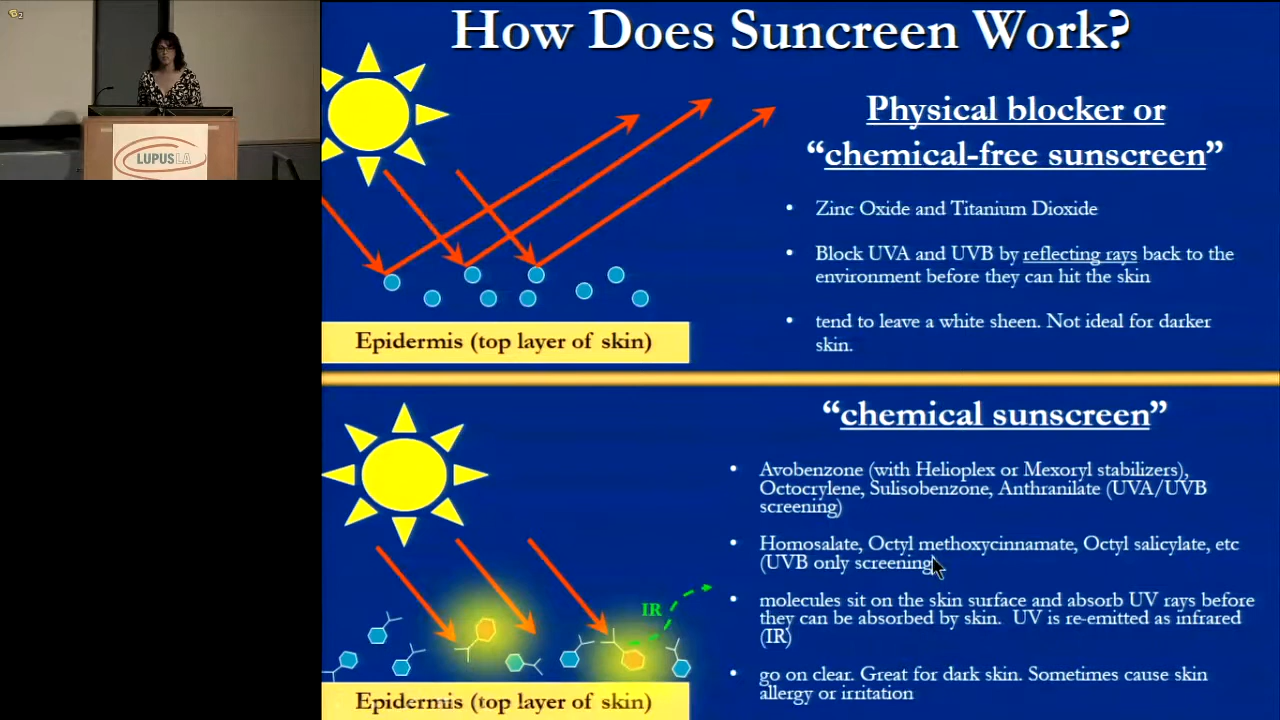 How Does Suncreen Work?
Physical blocker or
“chemical-free sunscreen”
• Zinc Oxide and Titanium Dioxide
• Block UVA and UVB by reflecting rays back to the
environment before they can hit the skin
• tend to leave a white sheen. Not ideal for darker
skin.
Epidermis (top layer of skin)
“chemical sunscreen”
• Avobenzone (with Helioplex or Mexoryl stabilizers),
Octocrylene, Sulisobenzone, Anthranilate (UVA/UVB
screening)
• Homosalate, Octyl methoxycinnamate, Octyl salicylate, etc
(UVB only screening)
• molecules sit on the skin surface and absorb UV rays before
they can be absorbed by skin. UV is re-emitted as infrared
(IR)
• go on clear. Great for dark skin. Sometimes cause skin
allergy or irritation
IR
Epidermis (top layer of skin)
LUPUS LA
2